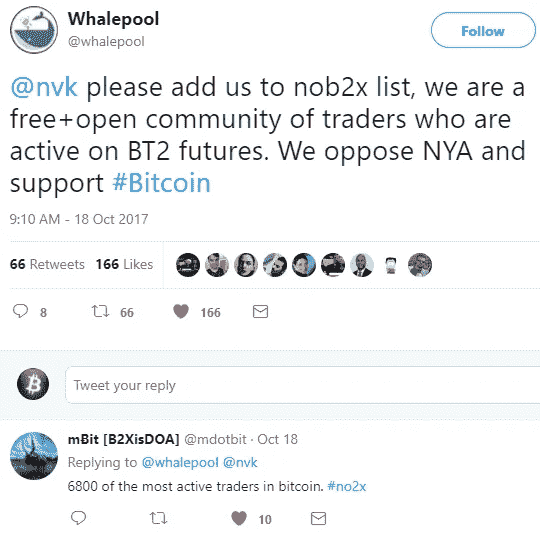 Whalepool
@whalepool
Follow
@nvk please add us to nob2x list, we are a
free+open community of traders who are
active on BT2 futures. We oppose NYA and
support #Bitcoin
9:10 AM - 18 Oct 2017
66 Retweets 166 Likes
8 66 166
Tweet your reply
mɃit [B2XisDOA] @mdotbit · Oct 18
Replying to @whalepool @nvk
6800 of the most active traders in bitcoin. #no2x
10